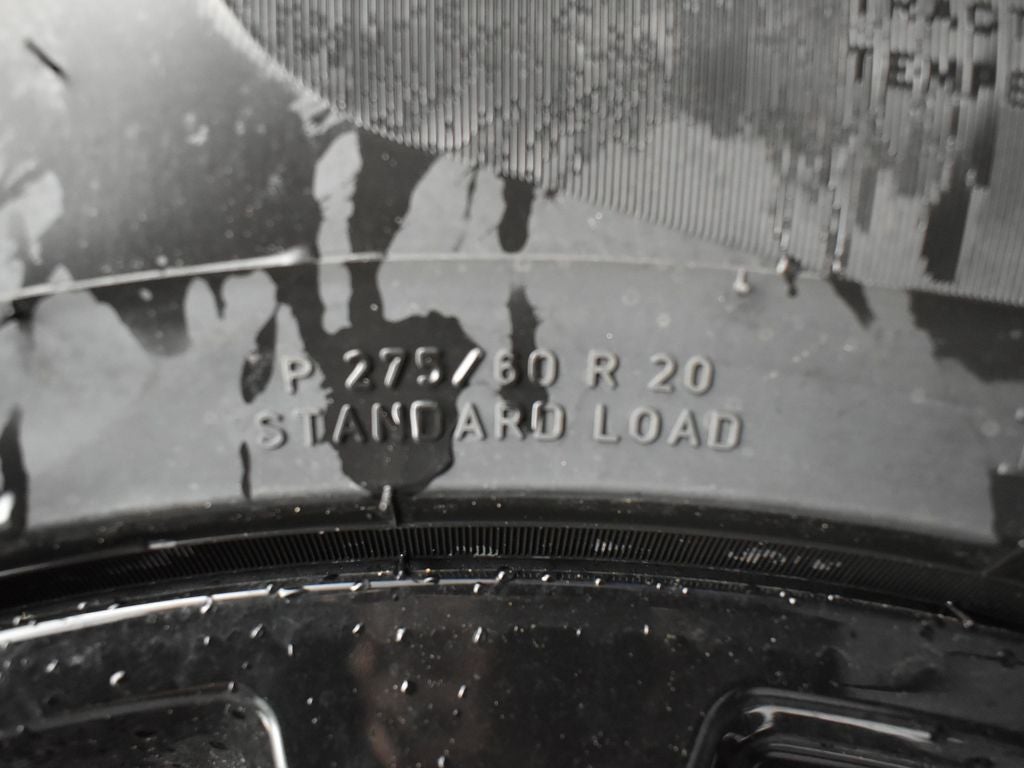 P 275/60 R 20
STANDARD LOAD